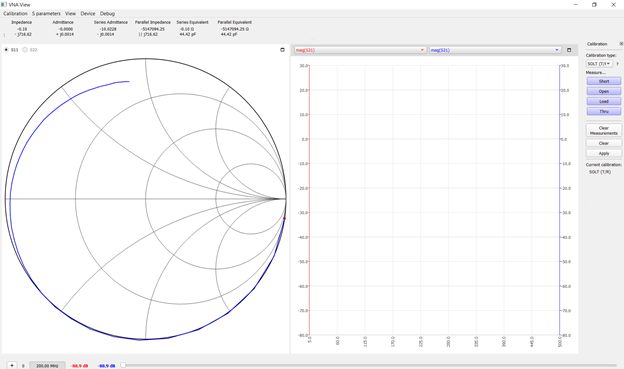 VNA View
Calibration S parameters View Device Debug
Impedance Admittance Series Admittance Parallel Impedance Series Equivalent Parallel Equivalent
-0.10 -0.0000 -10.0228 -5147094.25 -0.10 Ω -5147094.25 Ω
- j716.62 + j0.0014 - j0.0014 || j716.62 44.42 pF 44.42 pF
S11 S22
mag(S21) mag(S21)
30.0 30.0
20.0 20.0
10.0 10.0
0.0 0.0
-10.0 -10.0
-20.0 -20.0
-30.0 -30.0
-40.0 -40.0
-50.0 -50.0
-60.0 -60.0
-70.0 -70.0
-80.0 -80.0
5.0 60.0 115.0 170.0 225.0 280.0 335.0 390.0 445.0 500.0
Calibration
Calibration type:
SOLT (T/R) ?
Measure...
Short
Open
Load
Thru
Clear
Measurements
Clear
Apply
Current calibration:
SOLT (T/R)
+ 0 200.00 MHz -88.9 dB -88.9 dB